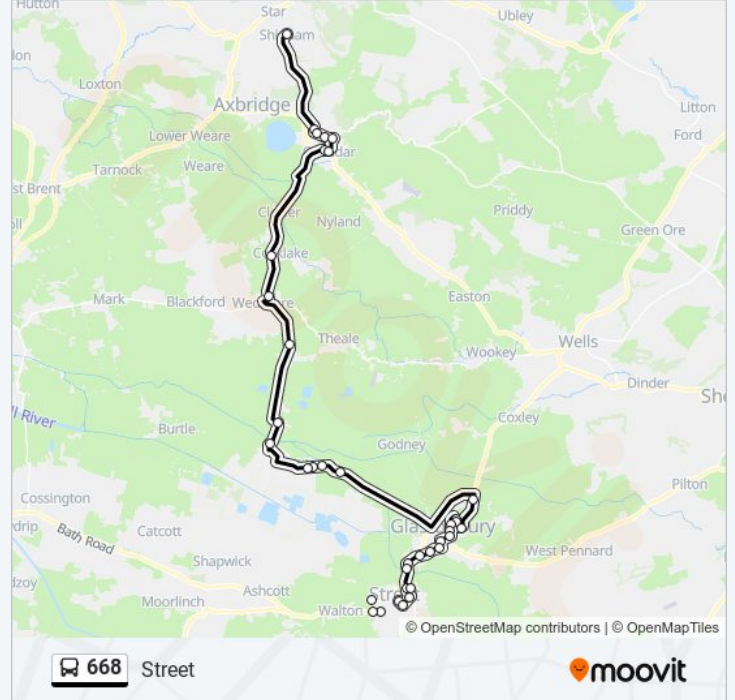 Hutton
Star
Ubley
Loxton
Axbridge
Litton
Lower Weare
Ford
Weare
Tarnock
st Brent
Priddy
Nyland
Green Ore
Mark
Blackford
Easton
Theale
Wells
Wookey
Dinder
Coxley
Burtle
Godney
Pilton
Cossington
Bath Road
Catcott
West Pennard
Shapwick
Ashcott
Moorlinch
Walton
© OpenStreetMap contributors | © OpenMapTiles
668 Street
moovit